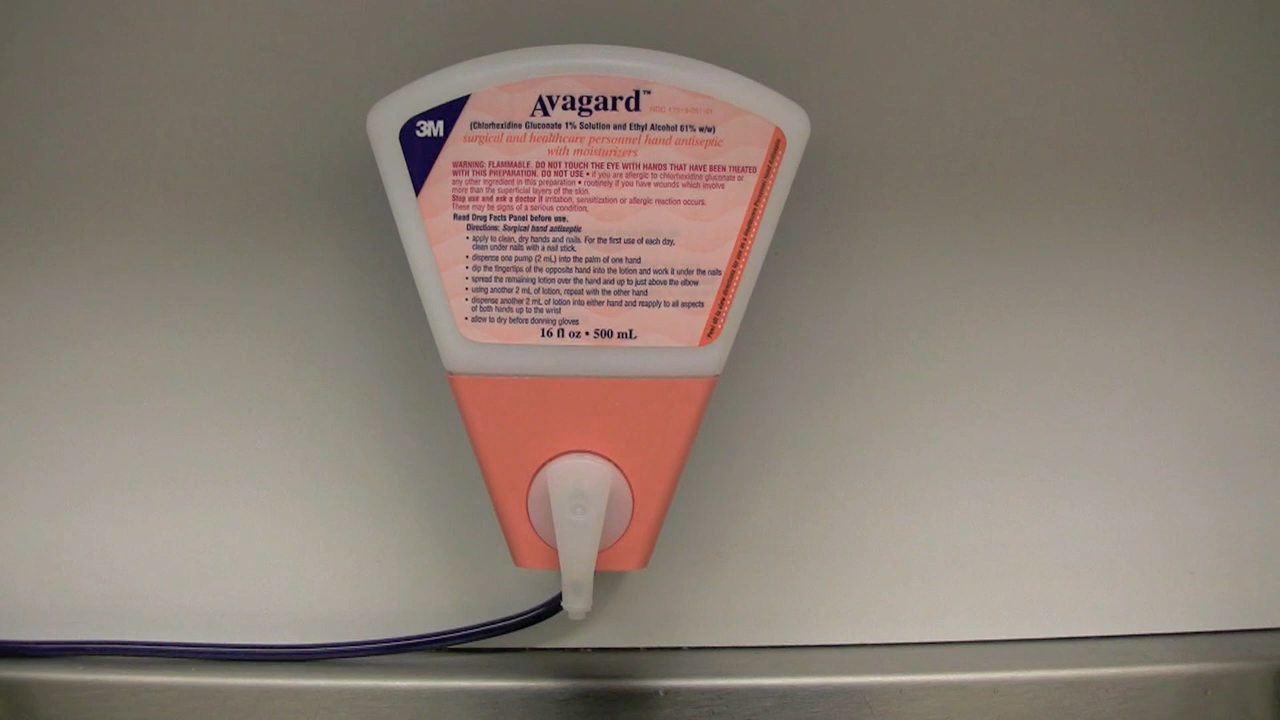 3M
Avagard™ NDC 17518-051-01
(Chlorhexidine Gluconate 1% Solution and Ethyl Alcohol 61% w/w)
surgical and healthcare personnel hand antiseptic
with moisturizers
WARNING: FLAMMABLE. DO NOT TOUCH THE EYE WITH HANDS THAT HAVE BEEN TREATED
WITH THIS PREPARATION. DO NOT USE • if you are allergic to chlorhexidine gluconate or
any other ingredient in this preparation • routinely if you have wounds which involve
more than the superficial layers of the skin.
Stop use and ask a doctor if irritation, sensitization or allergic reaction occurs.
These may be signs of a serious condition.
Read Drug Facts Panel before use.
Directions: Surgical hand antiseptic
• apply to clean, dry hands and nails. For the first use of each day,
clean under nails with a nail stick.
• dispense one pump (2 mL) into the palm of one hand
• dip the fingertips of the opposite hand into the lotion and work it under the nails
• spread the remaining lotion over the hand and up to just above the elbow
• using another 2 mL of lotion, repeat with the other hand
• dispense another 2 mL of lotion into either hand and reapply to all aspects
of both hands up to the wrist
• allow to dry before donning gloves
16 fl oz • 500 mL